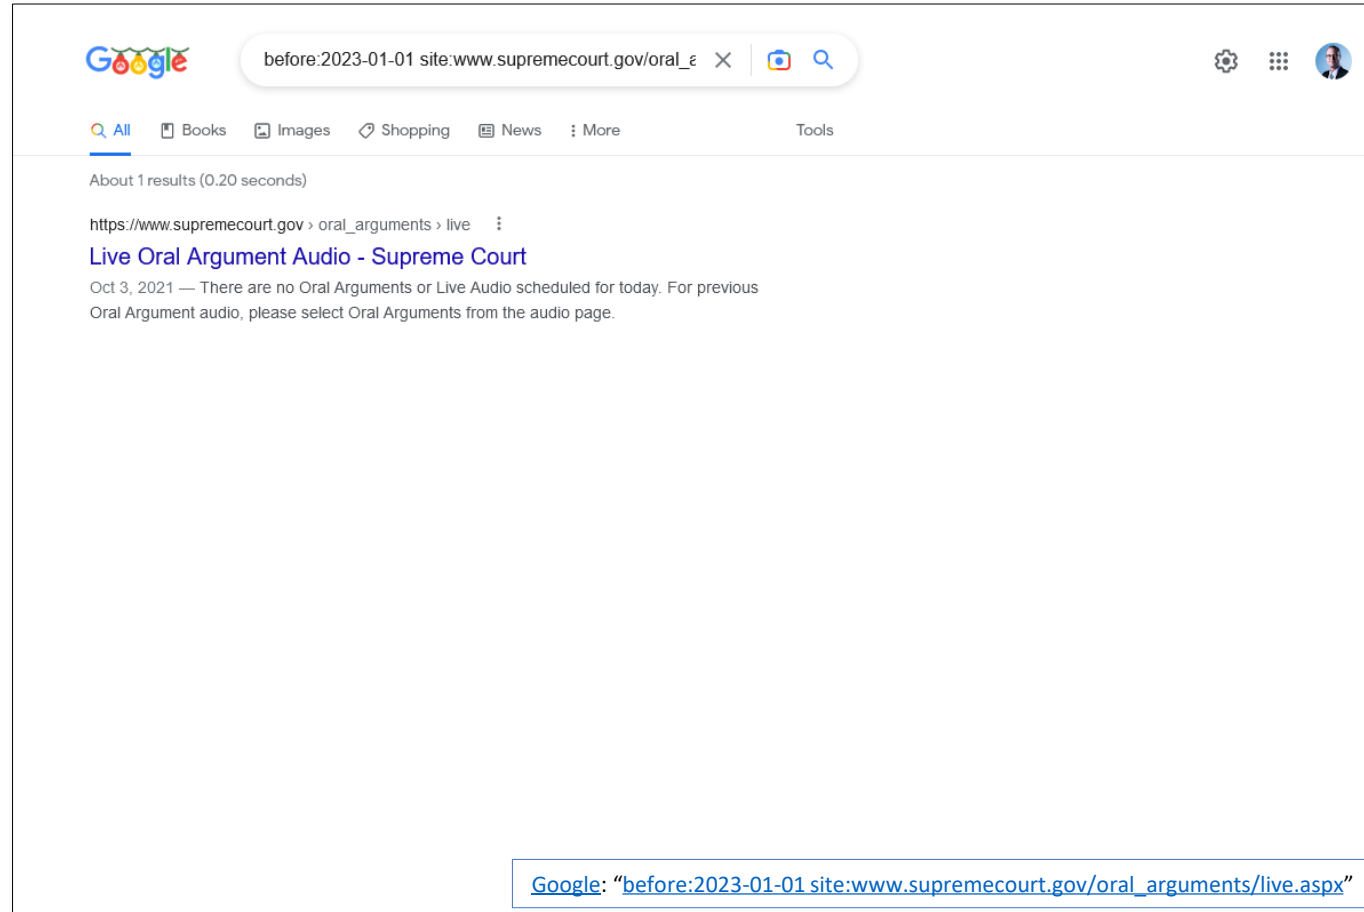 Google
before:2023-01-01 site:www.supremecourt.gov/oral_a
All Books Images Shopping News More Tools
About 1 results (0.20 seconds)
https://www.supremecourt.gov › oral_arguments › live
Live Oral Argument Audio - Supreme Court
Oct 3, 2021 — There are no Oral Arguments or Live Audio scheduled for today. For previous
Oral Argument audio, please select Oral Arguments from the audio page.
Google: “before:2023-01-01 site:www.supremecourt.gov/oral_arguments/live.aspx”